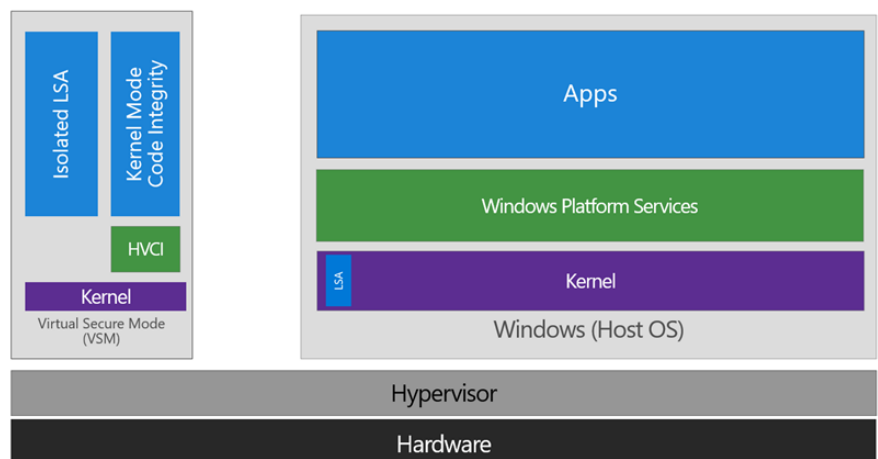 Isolated LSA
Kernel Mode
Code Integrity
HVCI
Kernel
Virtual Secure Mode
(VSM)
Apps
Windows Platform Services
LSA
Kernel
Windows (Host OS)
Hypervisor
Hardware